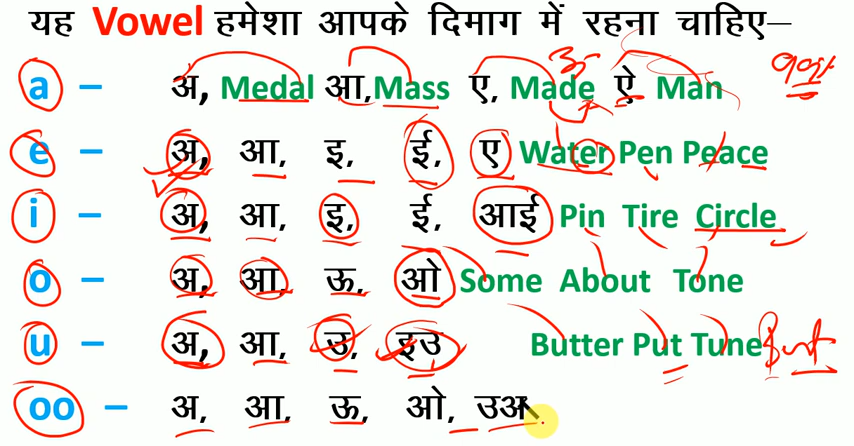 यह Vowel हमेशा आपके दिमाग में रहना चाहिए–
a – अ, Medal आ, Mass ए, Made ऐ Man
e – अ, आ, इ, ई, ए Water Pen Peace
i – अ, आ, इ, ई, आई Pin Tire Circle
o – अ, आ, ऊ, ओ Some About Tone
u – अ, आ, उ, इउ Butter Put Tune
oo – अ, आ, ऊ, ओ, उअ